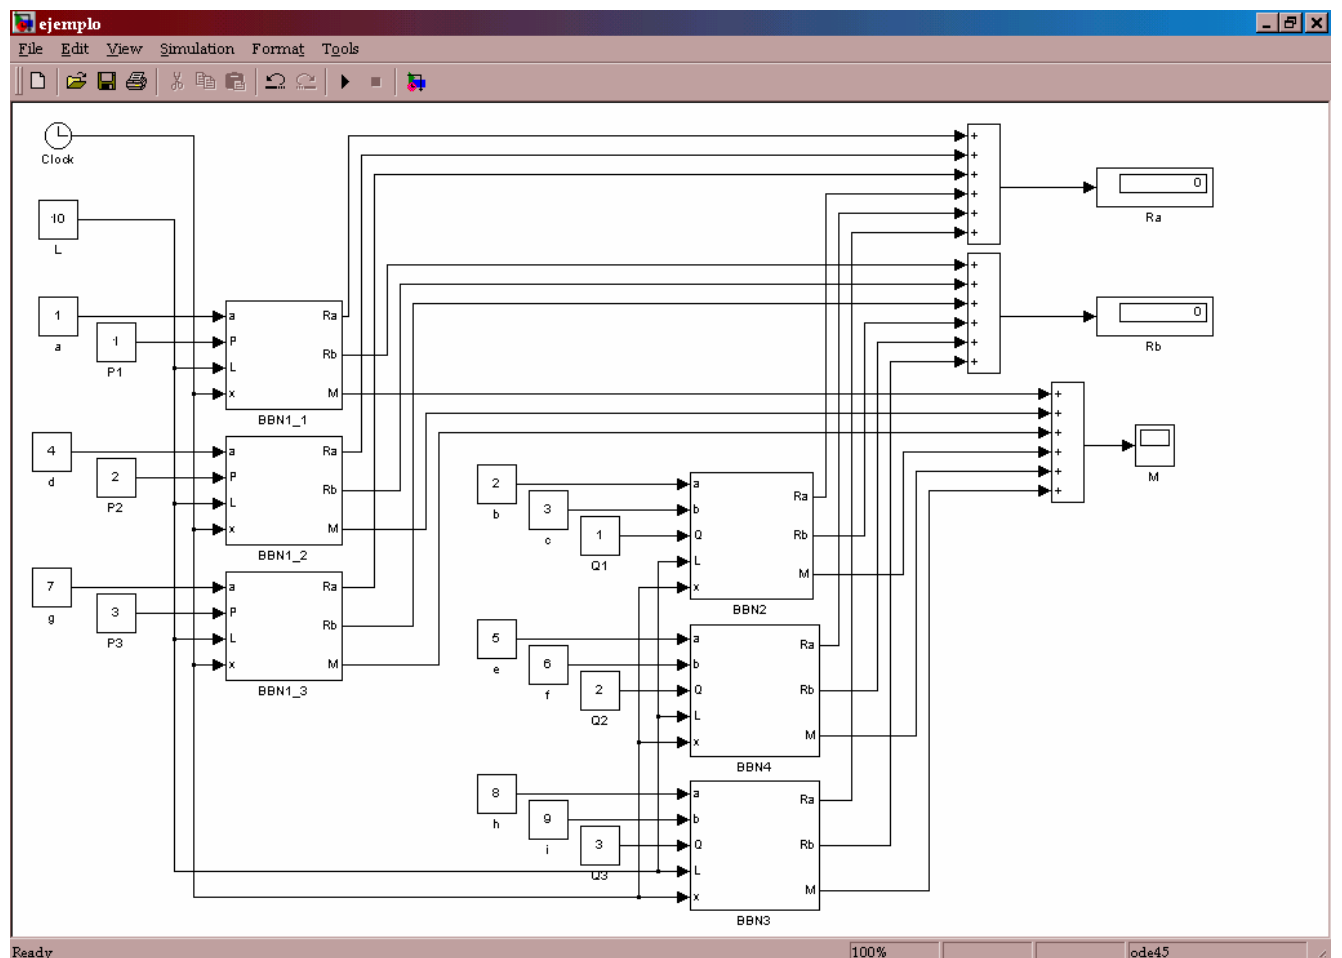 ejemplo
File Edit View Simulation Format Tools
Clock
10
L
1
a
1
P1
a
P
L
x
Ra
Rb
M
BBN1_1
4
d
2
P2
a
P
L
x
Ra
Rb
M
BBN1_2
7
g
3
P3
a
P
L
x
Ra
Rb
M
BBN1_3
2
b
3
c
1
Q1
a
b
Q
L
x
Ra
Rb
M
BBN2
5
e
6
f
2
Q2
a
b
Q
L
x
Ra
Rb
M
BBN4
8
h
9
i
3
Q3
a
b
Q
L
x
Ra
Rb
M
BBN3
+
+
+
+
+
+
0
Ra
+
+
+
+
+
+
0
Rb
+
+
+
+
+
+
M
Ready 100% ode45